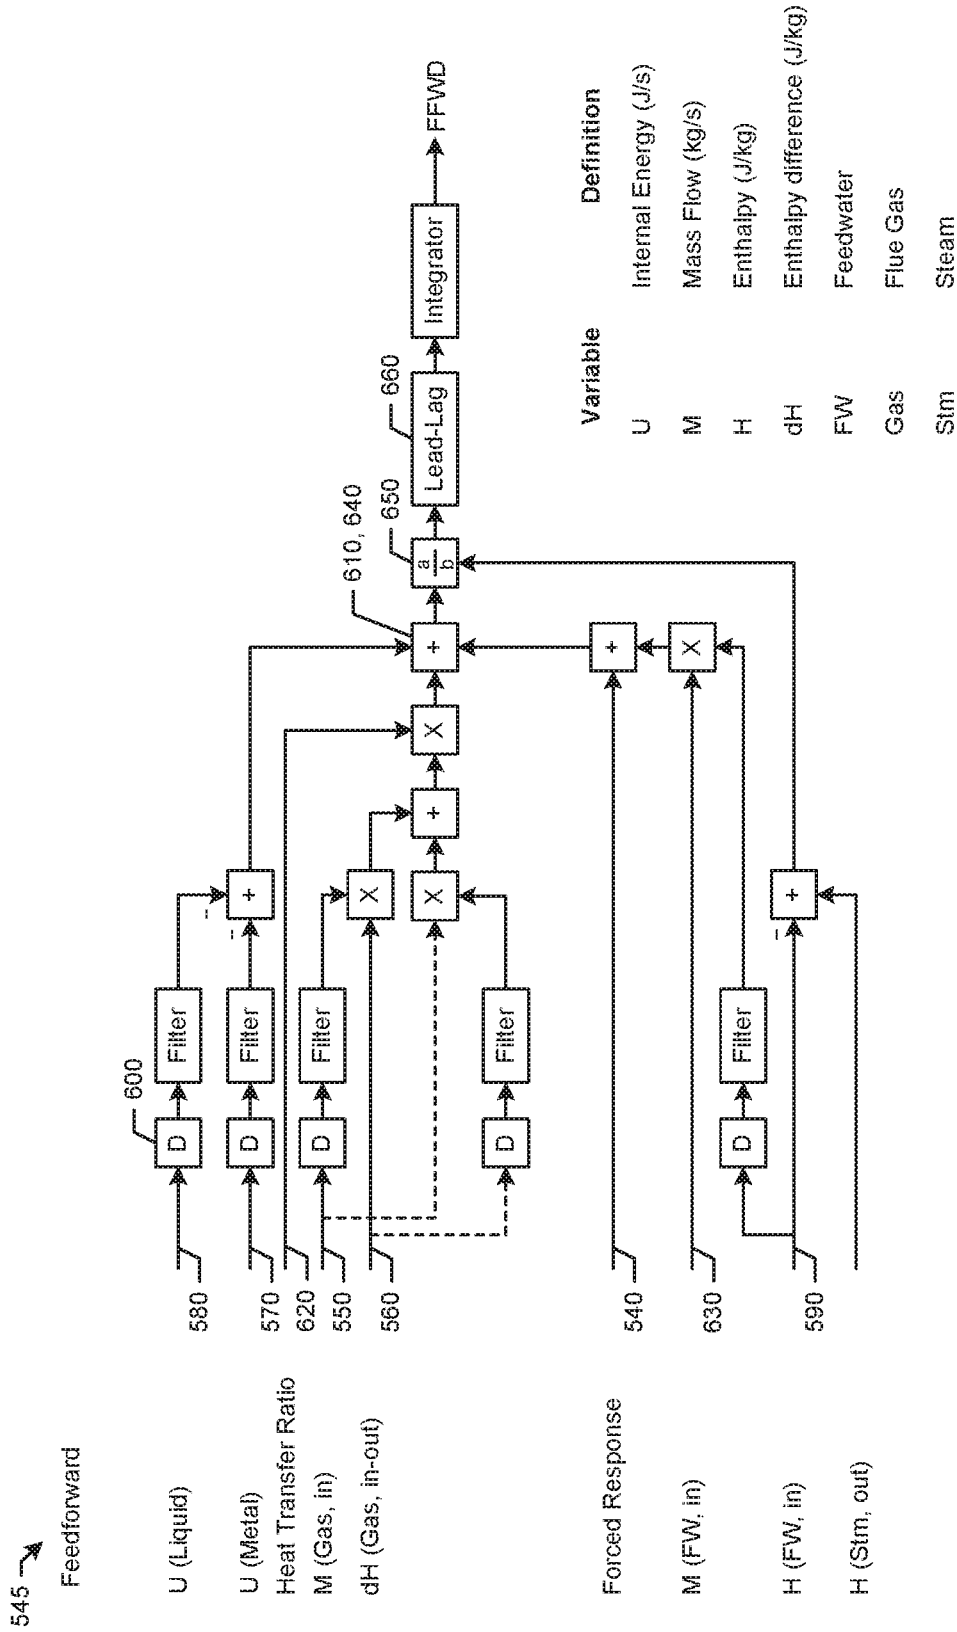 545
Feedforward
U (Liquid)
580
D
600
Filter
–
U (Metal)
570
D
Filter
–
+
Heat Transfer Ratio
620
M (Gas, in)
550
D
Filter
dH (Gas, in-out)
560
X
X
+
X
D
Filter
610, 640
+
650
a
b
660
Lead-Lag
Integrator
FFWD
Forced Response
540
+
M (FW, in)
630
X
D
Filter
H (FW, in)
590
–
+
H (Stm, out)
Variable Definition
U Internal Energy (J/s)
M Mass Flow (kg/s)
H Enthalpy (J/kg)
dH Enthalpy difference (J/kg)
FW Feedwater
Gas Flue Gas
Stm Steam